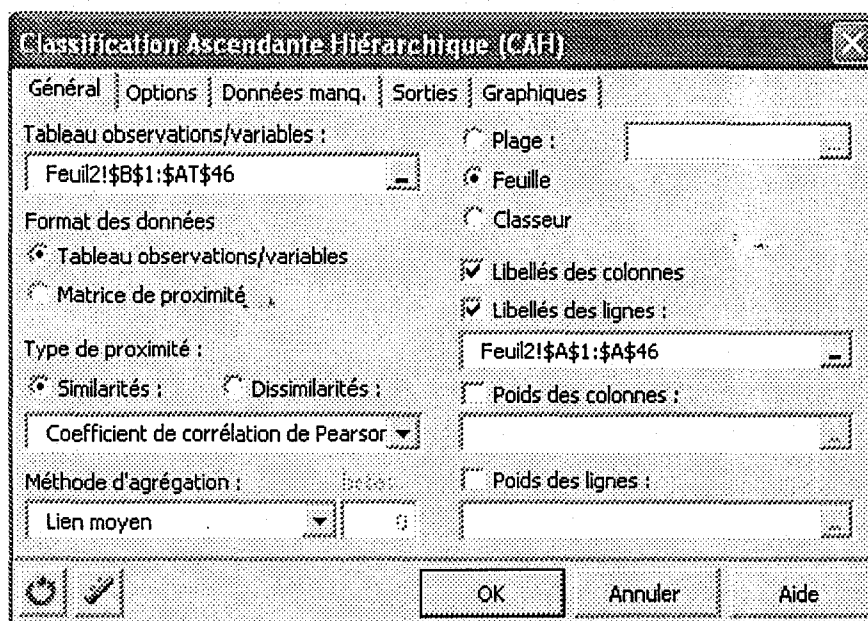 Classification Ascendante Hiérarchique (CAH)
Général Options Données manq. Sorties Graphiques
Tableau observations/variables :
Feuil2!$B$1:$AT$46
Format des données
Tableau observations/variables
Matrice de proximité
Type de proximité :
Similarités : Dissimilarités :
Coefficient de corrélation de Pearsor
Méthode d'agrégation :
Lien moyen
Plage : ...
Feuille
Classeur
Libellés des colonnes
Libellés des lignes :
Feuil2!$A$1:$A$46
Poids des colonnes :
Poids des lignes :
OK Annuler Aide